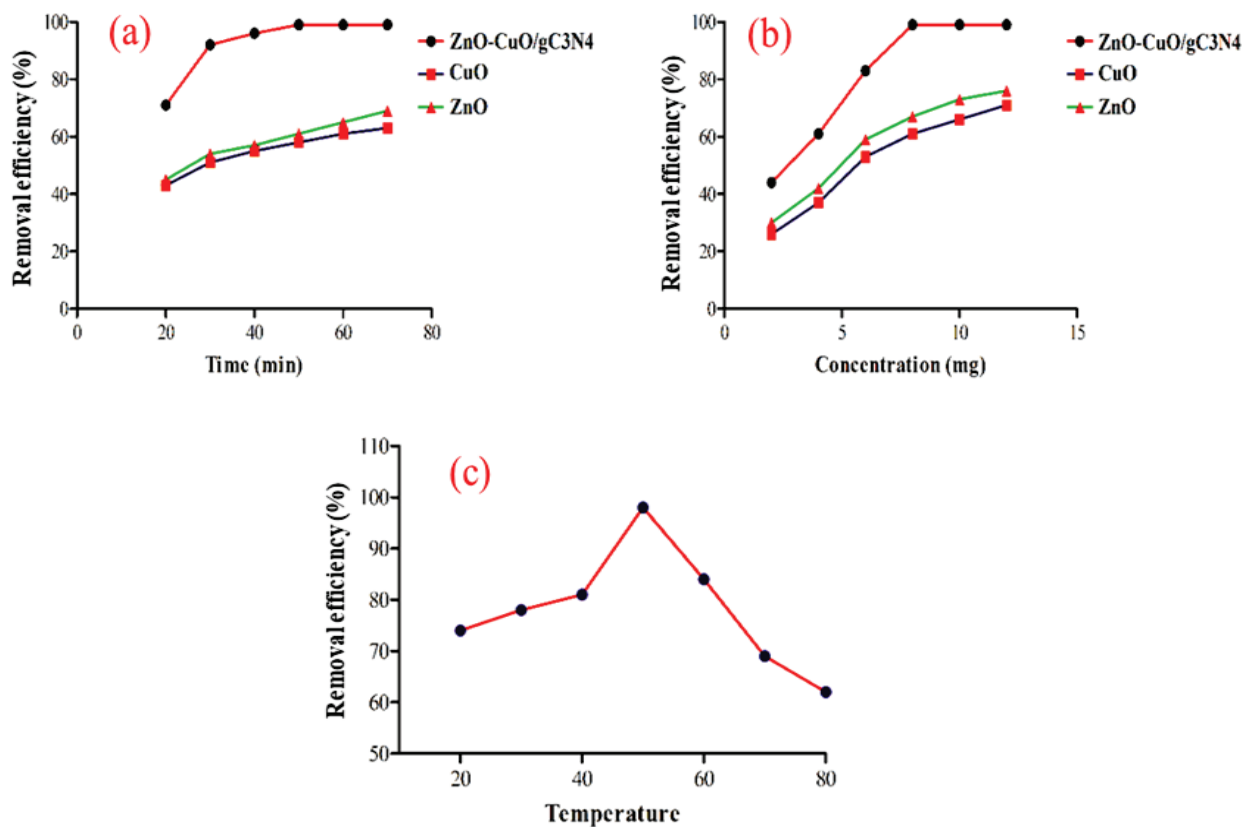 (a)
Removal efficiency (%)
100
80
60
40
20
0
0 20 40 60 80
Time (min)
ZnO-CuO/gC3N4
CuO
ZnO
(b)
Removal efficiency (%)
100
80
60
40
20
0
0 5 10 15
Concentration (mg)
ZnO-CuO/gC3N4
CuO
ZnO
(c)
Removal efficiency (%)
110
100
90
80
70
60
50
20 40 60 80
Temperature